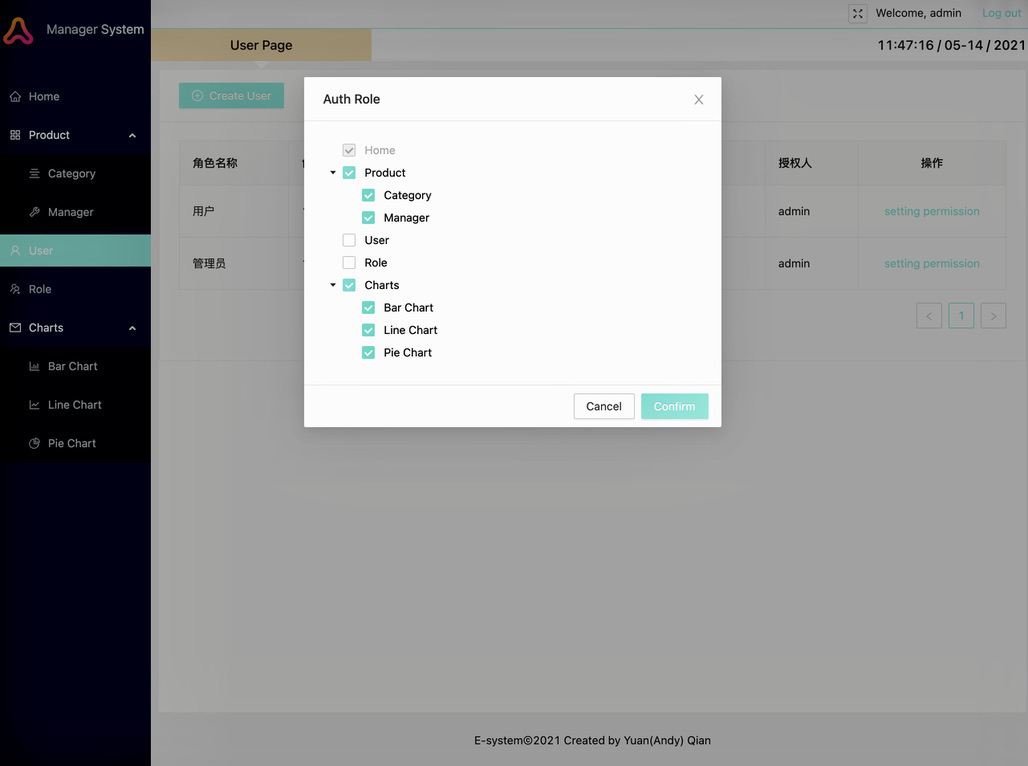 Welcome, admin Log out
Manager System
User Page
11:47:16 / 05-14 / 2021
Home
Product
Category
Manager
User
Role
Charts
Bar Chart
Line Chart
Pie Chart
Create User
角色名称 授权人 操作
用户 admin setting permission
管理员 admin setting permission
< 1 >
Auth Role
Home
Product
Category
Manager
User
Role
Charts
Bar Chart
Line Chart
Pie Chart
Cancel Confirm
E-system©2021 Created by Yuan(Andy) Qian